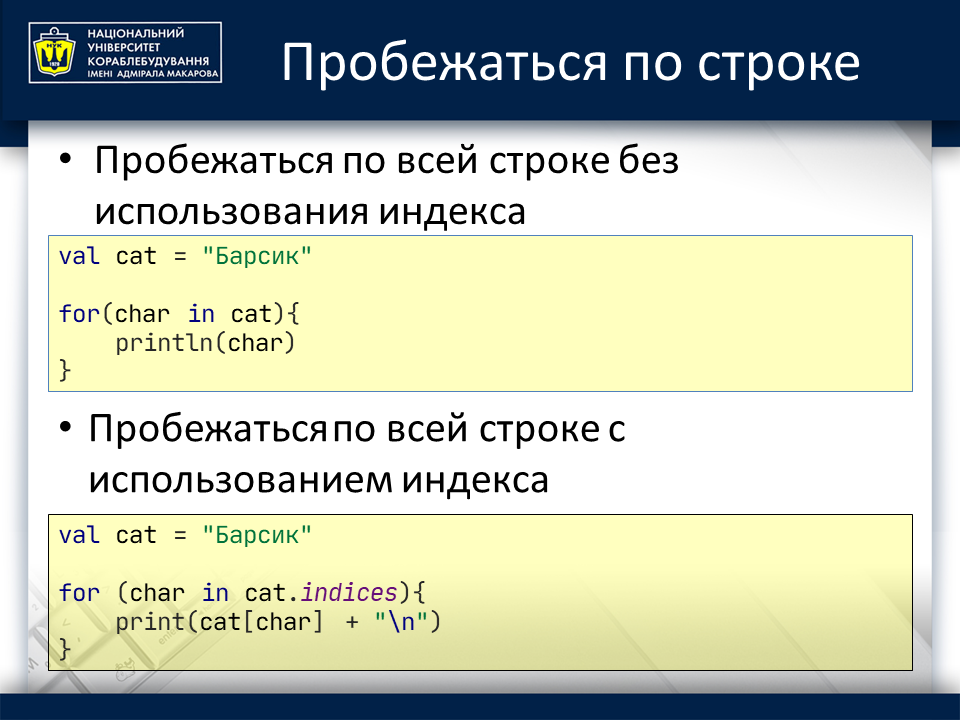 НАЦІОНАЛЬНИЙ
УНІВЕРСИТЕТ
КОРАБЛЕБУДУВАННЯ
ІМЕНІ АДМІРАЛА МАКАРОВА
НУК
1920
Пробежаться по строке
• Пробежаться по всей строке без
использования индекса
val cat = "Барсик"
for(char in cat){
    println(char)
}
• Пробежаться по всей строке с
использованием индекса
val cat = "Барсик"
for (char in cat.indices){
    print(cat[char] + "\n")
}